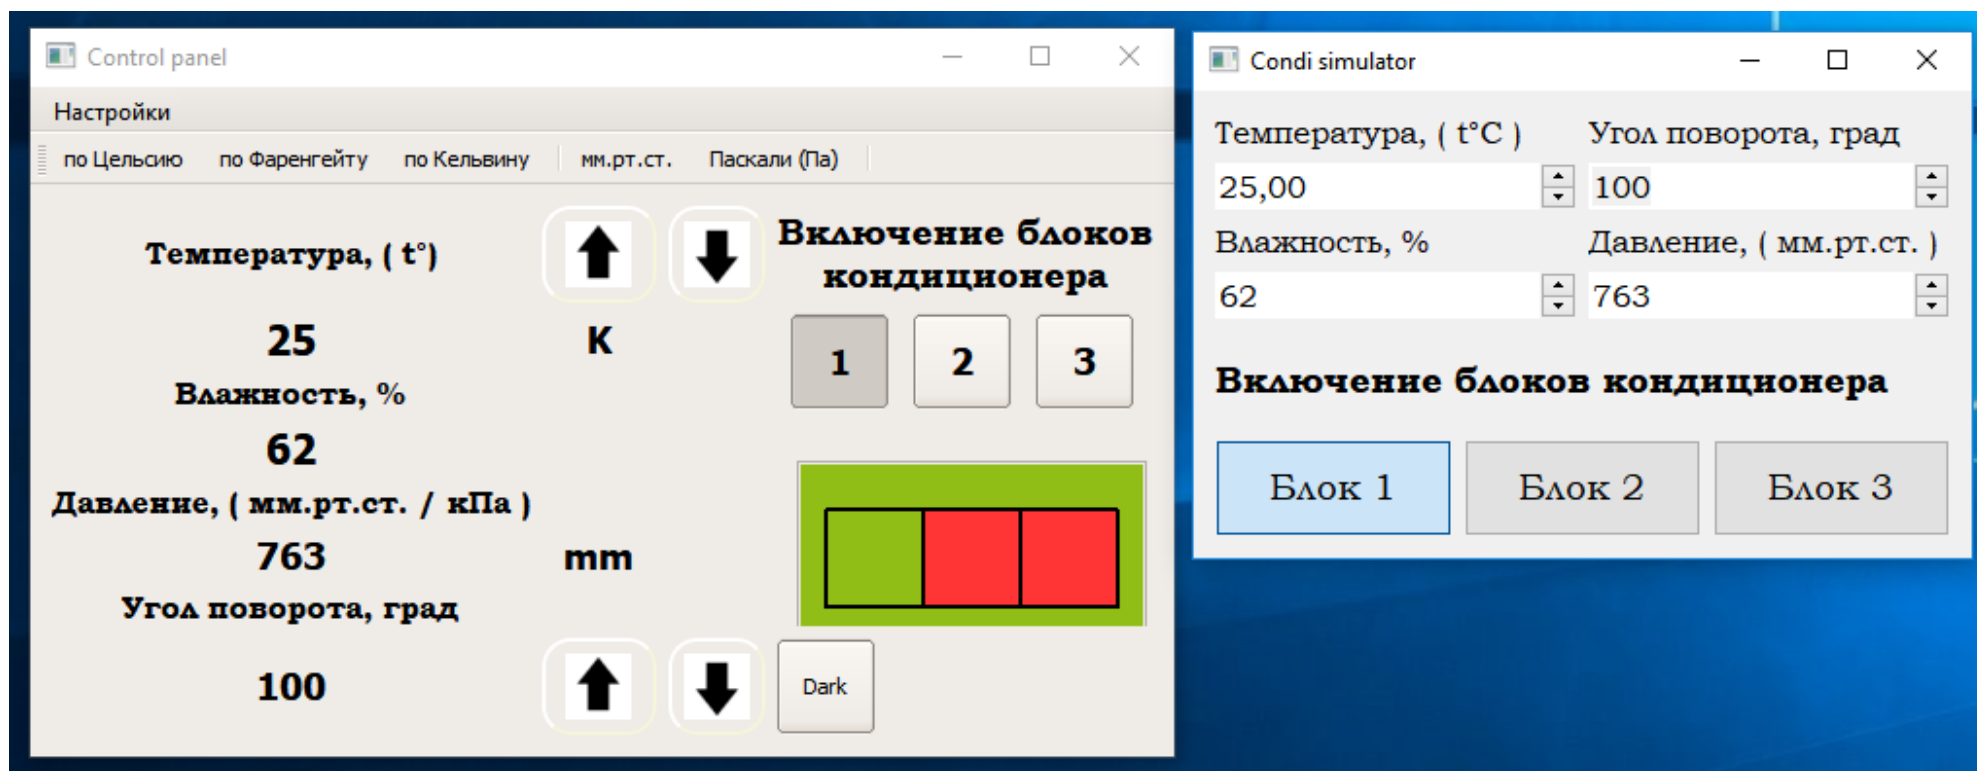 Control panel
Настройки
по Цельсию по Фаренгейту по Кельвину мм.рт.ст. Паскали (Па)
Температура, ( t°)
Включение блоков
кондиционера
25 K
1 2 3
Влажность, %
62
Давление, ( мм.рт.ст. / кПа )
763 mm
Угол поворота, град
100
Dark
Condi simulator
Температура, ( t°C ) Угол поворота, град
25,00 100
Влажность, % Давление, ( мм.рт.ст. )
62 763
Включение блоков кондиционера
Блок 1 Блок 2 Блок 3